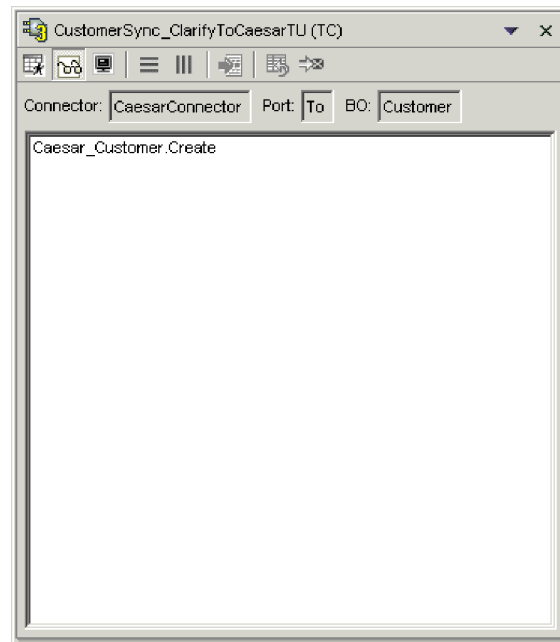 CustomerSync_ClarifyToCaesarTU (TC)
Connector: CaesarConnector Port: To BO: Customer
Caesar_Customer.Create